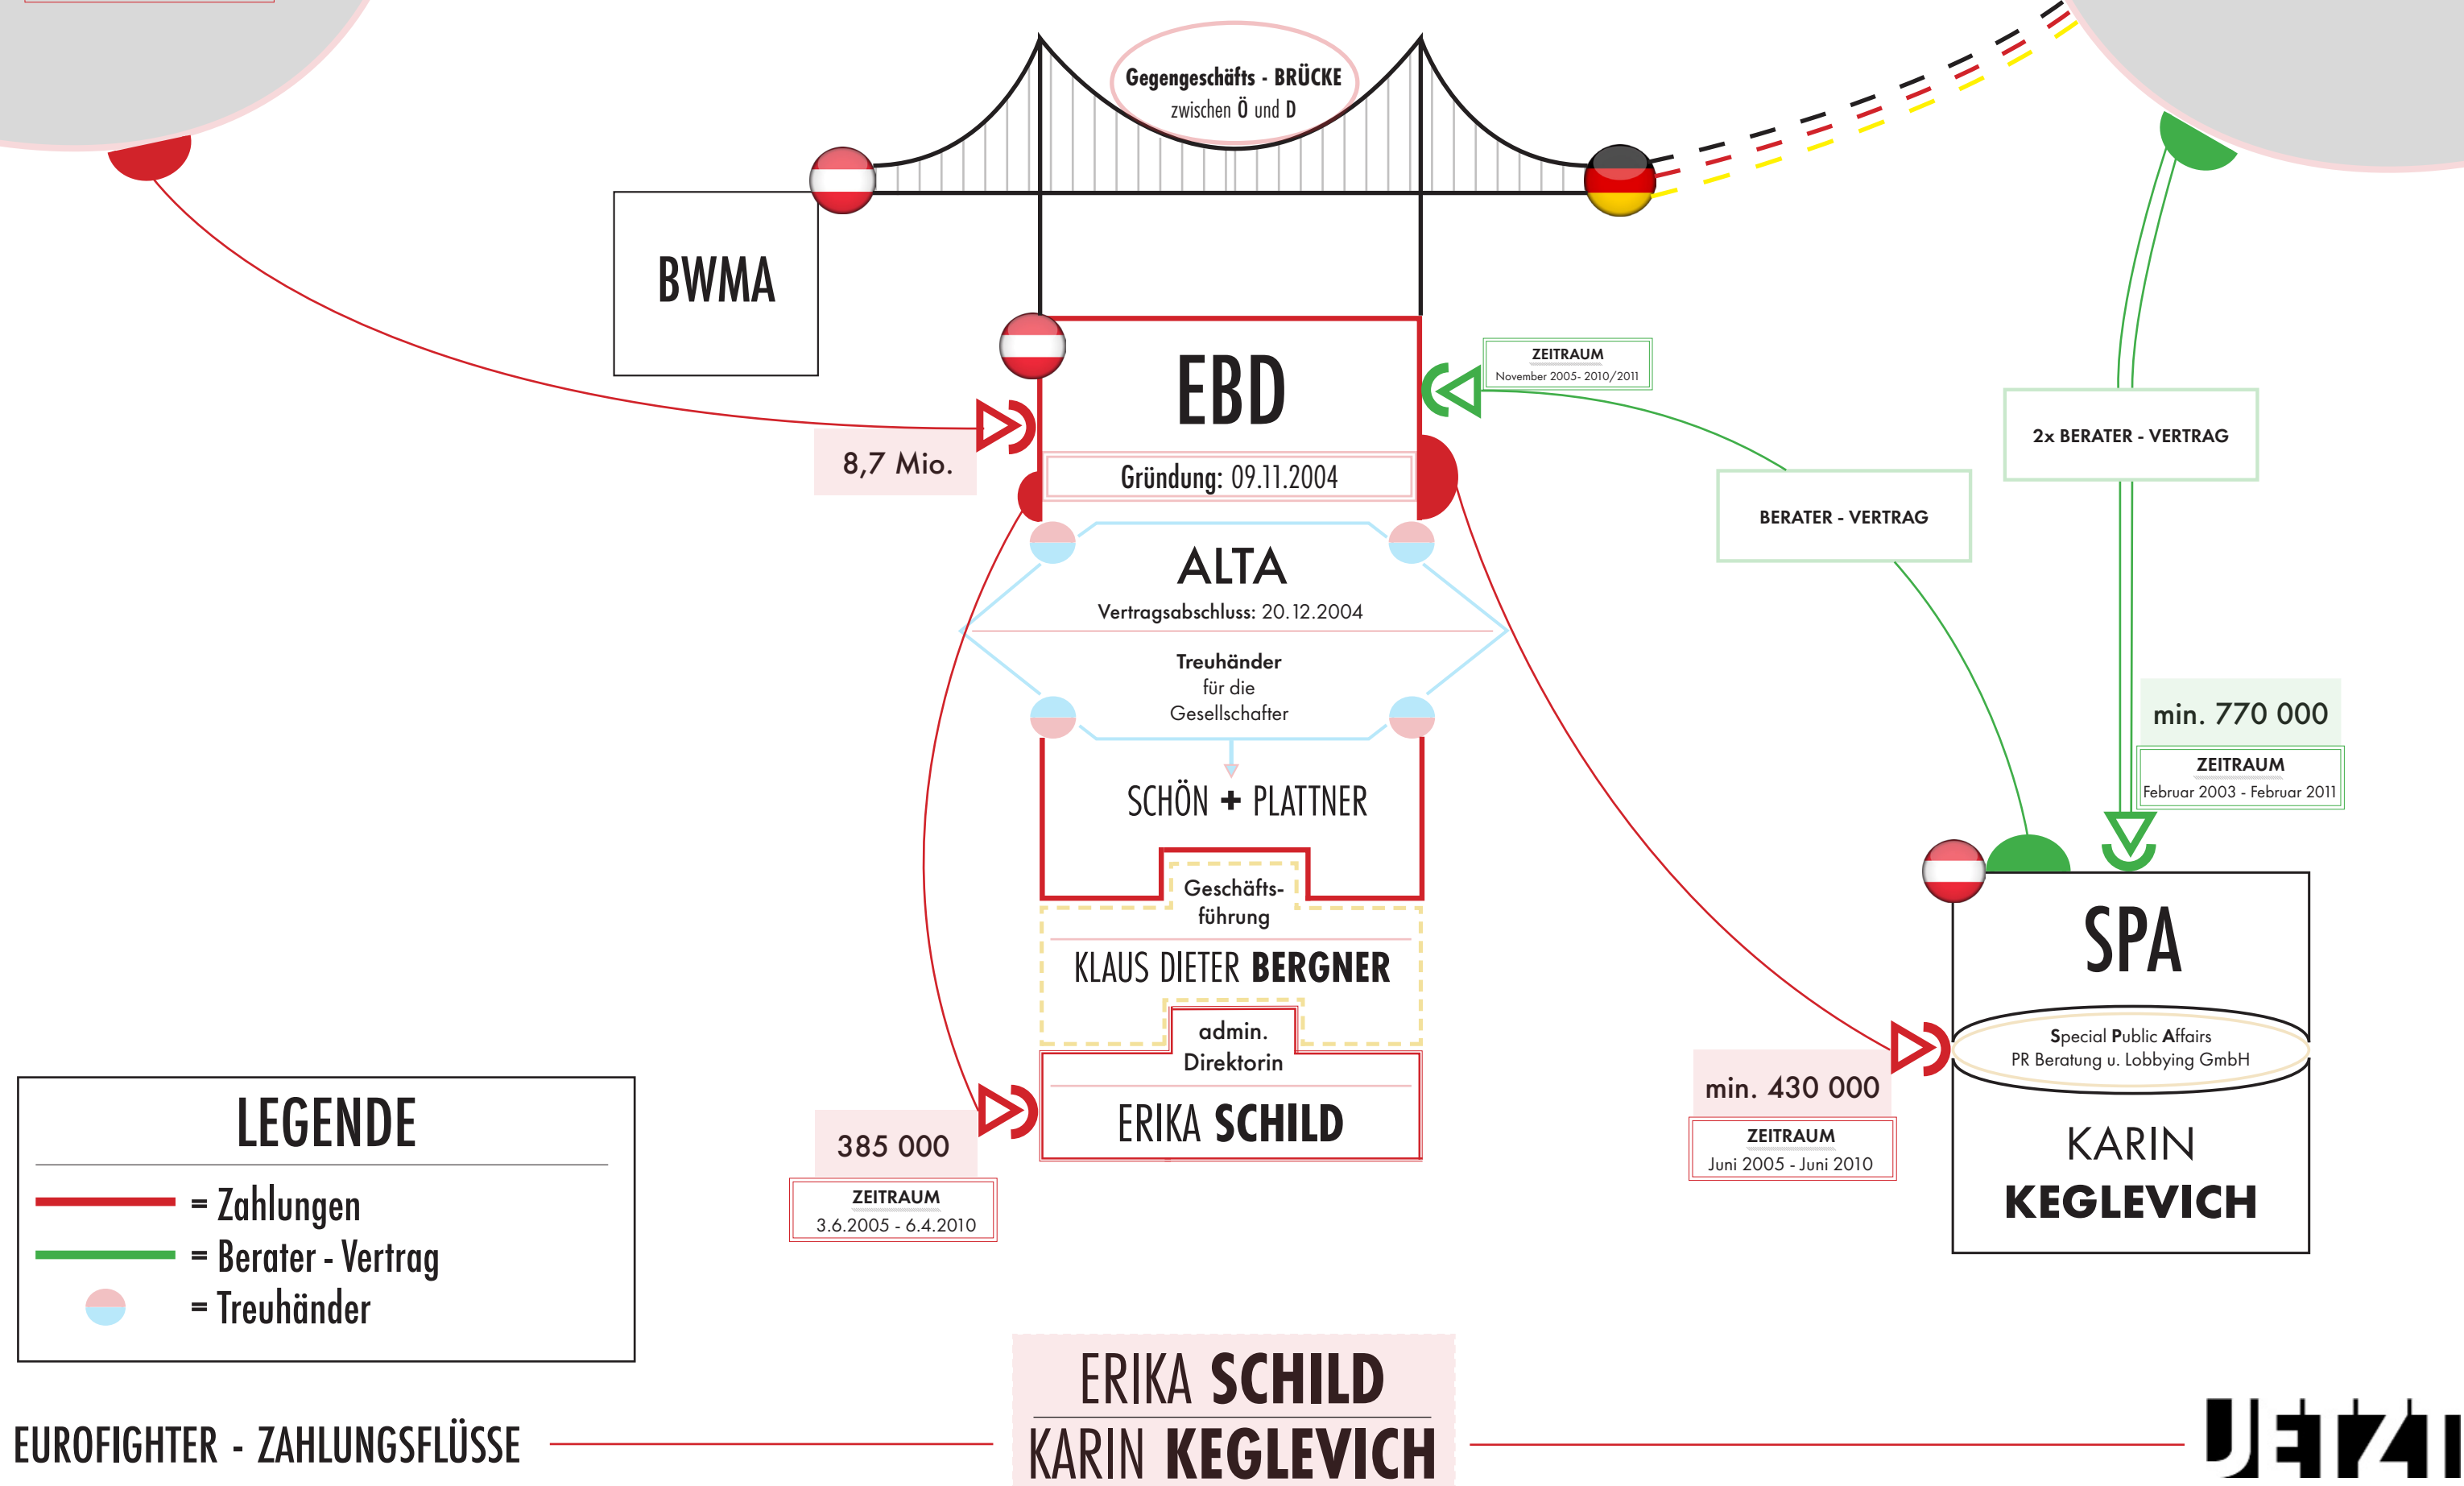 Gegengeschäfts - BRÜCKE
zwischen Ö und D
BWMA
EBD
Gründung: 09.11.2004
8,7 Mio.
ZEITRAUM
November 2005- 2010/2011
BERATER - VERTRAG
2x BERATER - VERTRAG
ALTA
Vertragsabschluss: 20.12.2004
Treuhänder
für die
Gesellschafter
SCHÖN + PLATTNER
Geschäfts-
führung
KLAUS DIETER BERGNER
admin.
Direktorin
ERIKA SCHILD
385 000
ZEITRAUM
3.6.2005 - 6.4.2010
min. 770 000
ZEITRAUM
Februar 2003 - Februar 2011
min. 430 000
ZEITRAUM
Juni 2005 - Juni 2010
SPA
Special Public Affairs
PR Beratung u. Lobbying GmbH
KARIN
KEGLEVICH
LEGENDE
= Zahlungen
= Berater - Vertrag
= Treuhänder
EUROFIGHTER - ZAHLUNGSFLÜSSE
ERIKA SCHILD
KARIN KEGLEVICH
JETZT